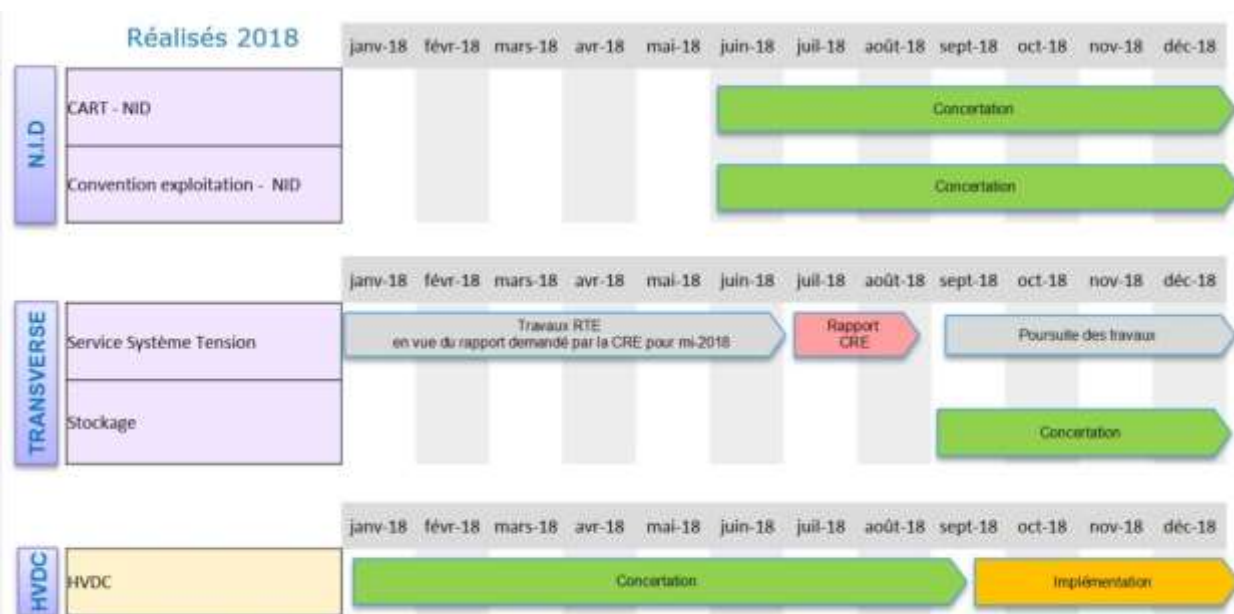 Réalisés 2018
janv-18 févr-18 mars-18 avr-18 mai-18 juin-18 juil-18 août-18 sept-18 oct-18 nov-18 déc-18
N.I.D
CART - NID
Concertation
Convention exploitation - NID
Concertation
janv-18 févr-18 mars-18 avr-18 mai-18 juin-18 juil-18 août-18 sept-18 oct-18 nov-18 déc-18
TRANSVERSE
Service Système Tension
Travaux RTE
en vue du rapport demandé par la CRE pour mi-2018
Rapport
CRE
Poursuite des travaux
Stockage
Concertation
janv-18 févr-18 mars-18 avr-18 mai-18 juin-18 juil-18 août-18 sept-18 oct-18 nov-18 déc-18
HVDC
HVDC
Concertation
Implémentation